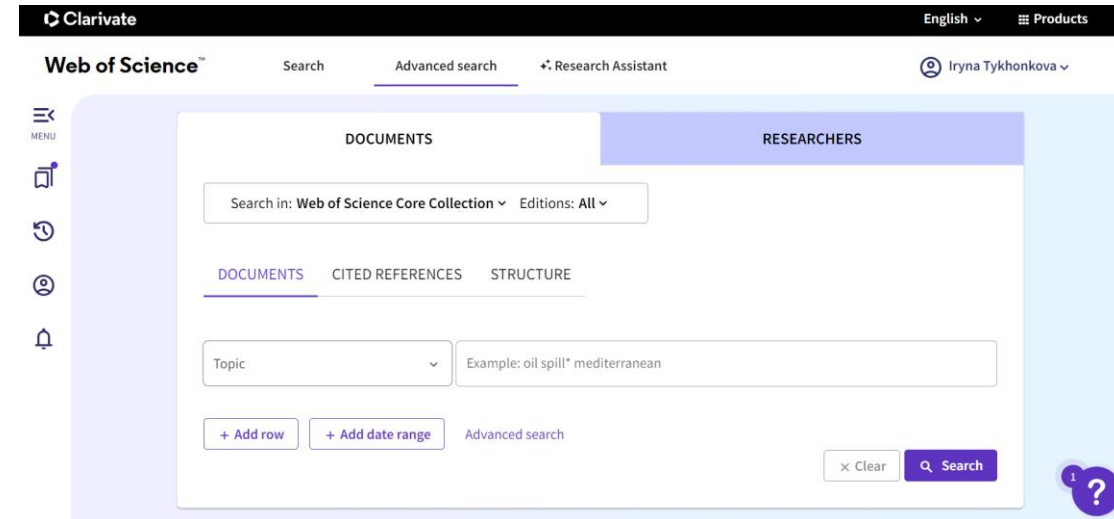 Clarivate
English
Products
Web of Science™
Search
Advanced search
Research Assistant
Iryna Tykhonkova
MENU
DOCUMENTS
RESEARCHERS
Search in: Web of Science Core Collection Editions: All
DOCUMENTS CITED REFERENCES STRUCTURE
Topic
Example: oil spill* mediterranean
+ Add row
+ Add date range
Advanced search
× Clear
Search
1
?